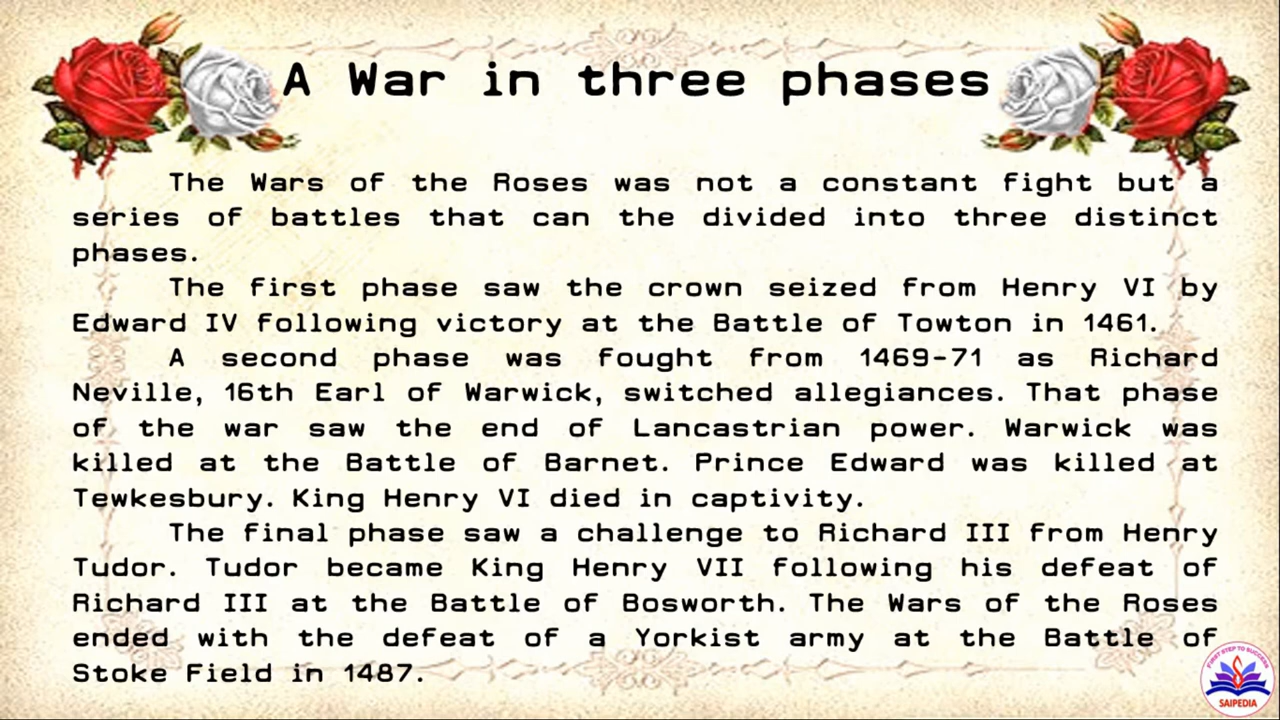 A War in three phases
The Wars of the Roses was not a constant fight but a
series of battles that can the divided into three distinct
phases.
The first phase saw the crown seized from Henry VI by
Edward IV following victory at the Battle of Towton in 1461.
A second phase was fought from 1469-71 as Richard
Neville, 16th Earl of Warwick, switched allegiances. That phase
of the war saw the end of Lancastrian power. Warwick was
killed at the Battle of Barnet. Prince Edward was killed at
Tewkesbury. King Henry VI died in captivity.
The final phase saw a challenge to Richard III from Henry
Tudor. Tudor became King Henry VII following his defeat of
Richard III at the Battle of Bosworth. The Wars of the Roses
ended with the defeat of a Yorkist army at the Battle of
Stoke Field in 1487.
FIRST STEP TO SUCCESS
SAIPEDIA